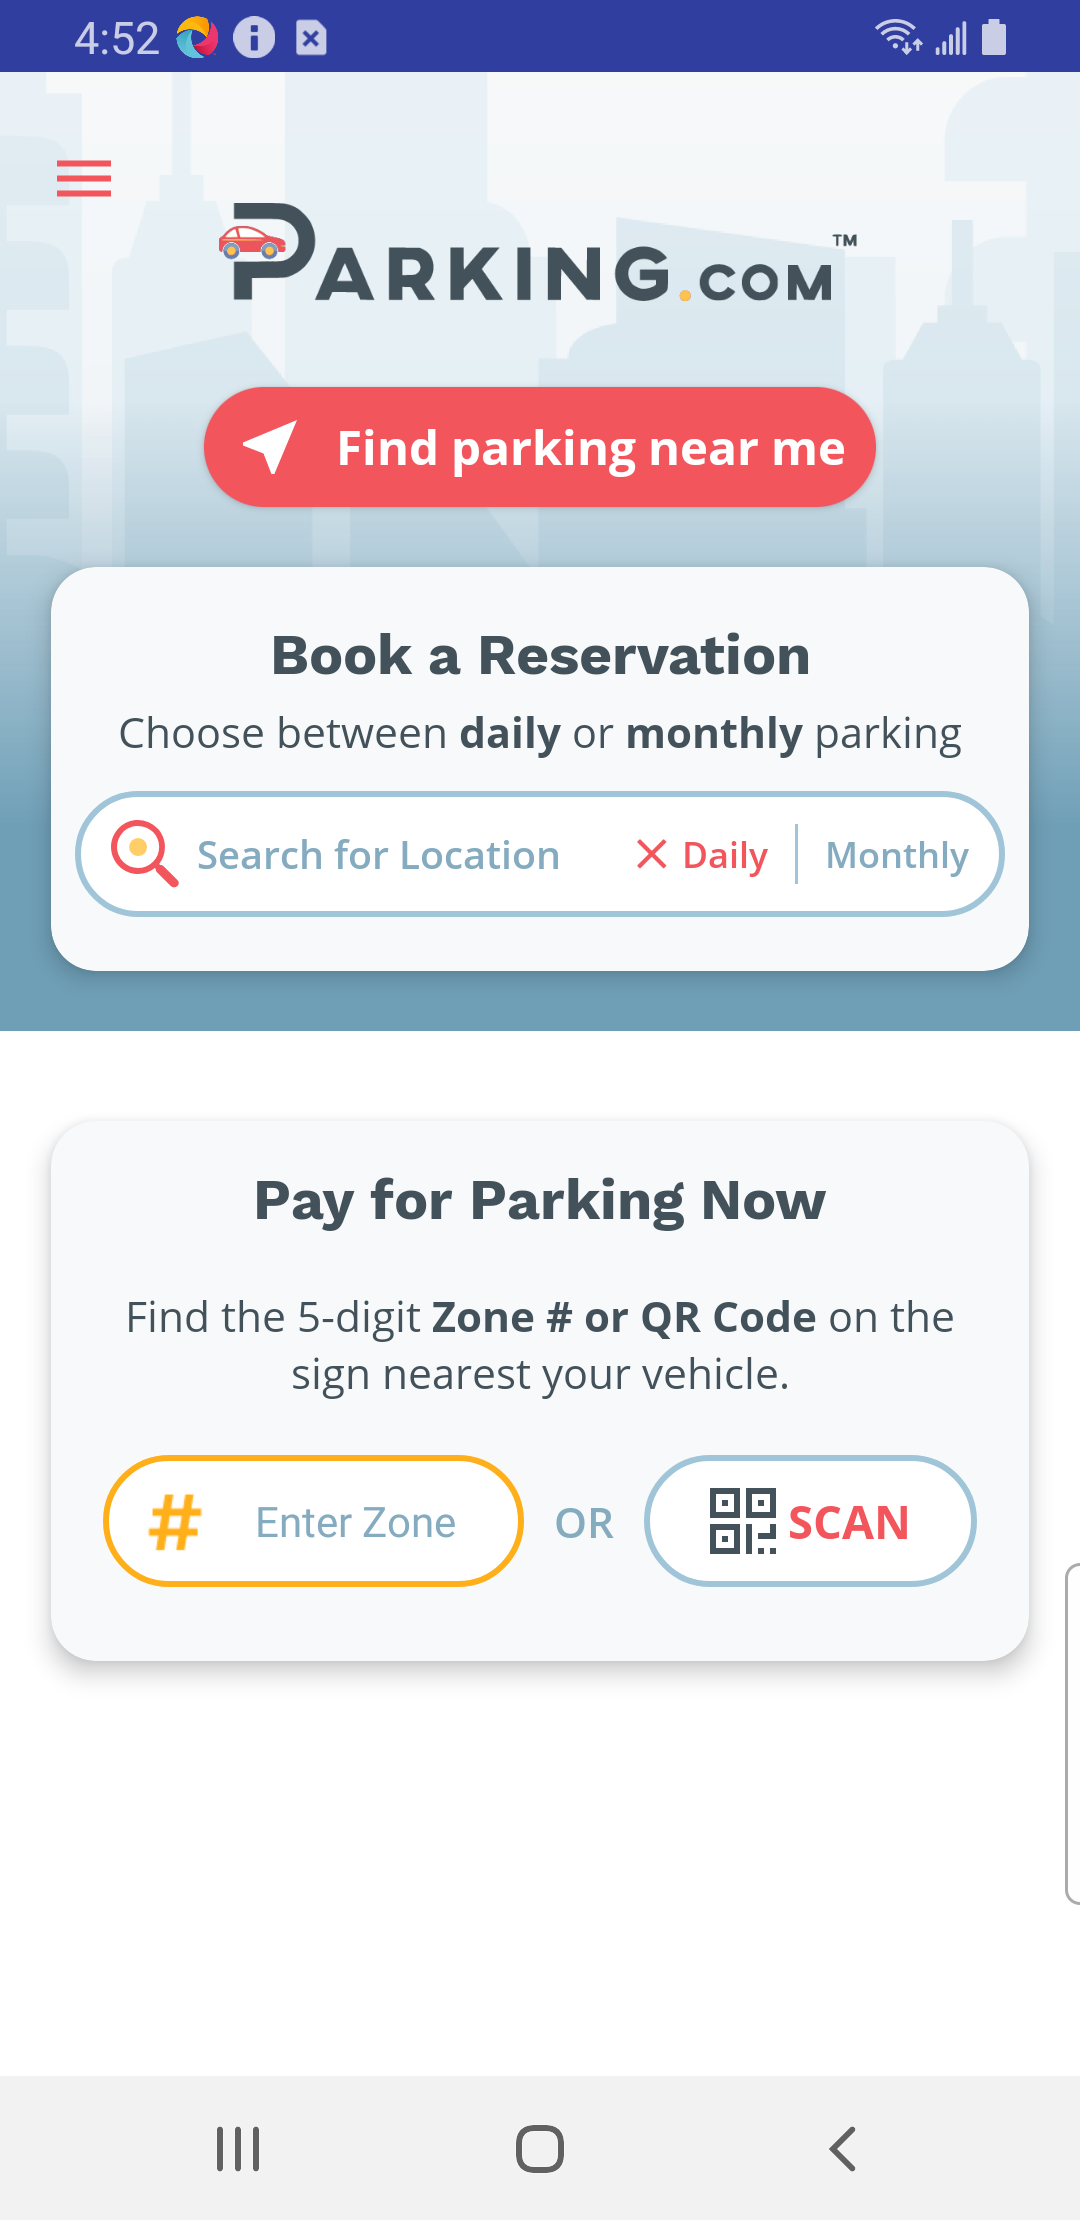 4:52
PARKING.COM™
Find parking near me
Book a Reservation
Choose between daily or monthly parking
Search for Location Daily Monthly
Pay for Parking Now
Find the 5-digit Zone # or QR Code on the
sign nearest your vehicle.
# Enter Zone OR SCAN